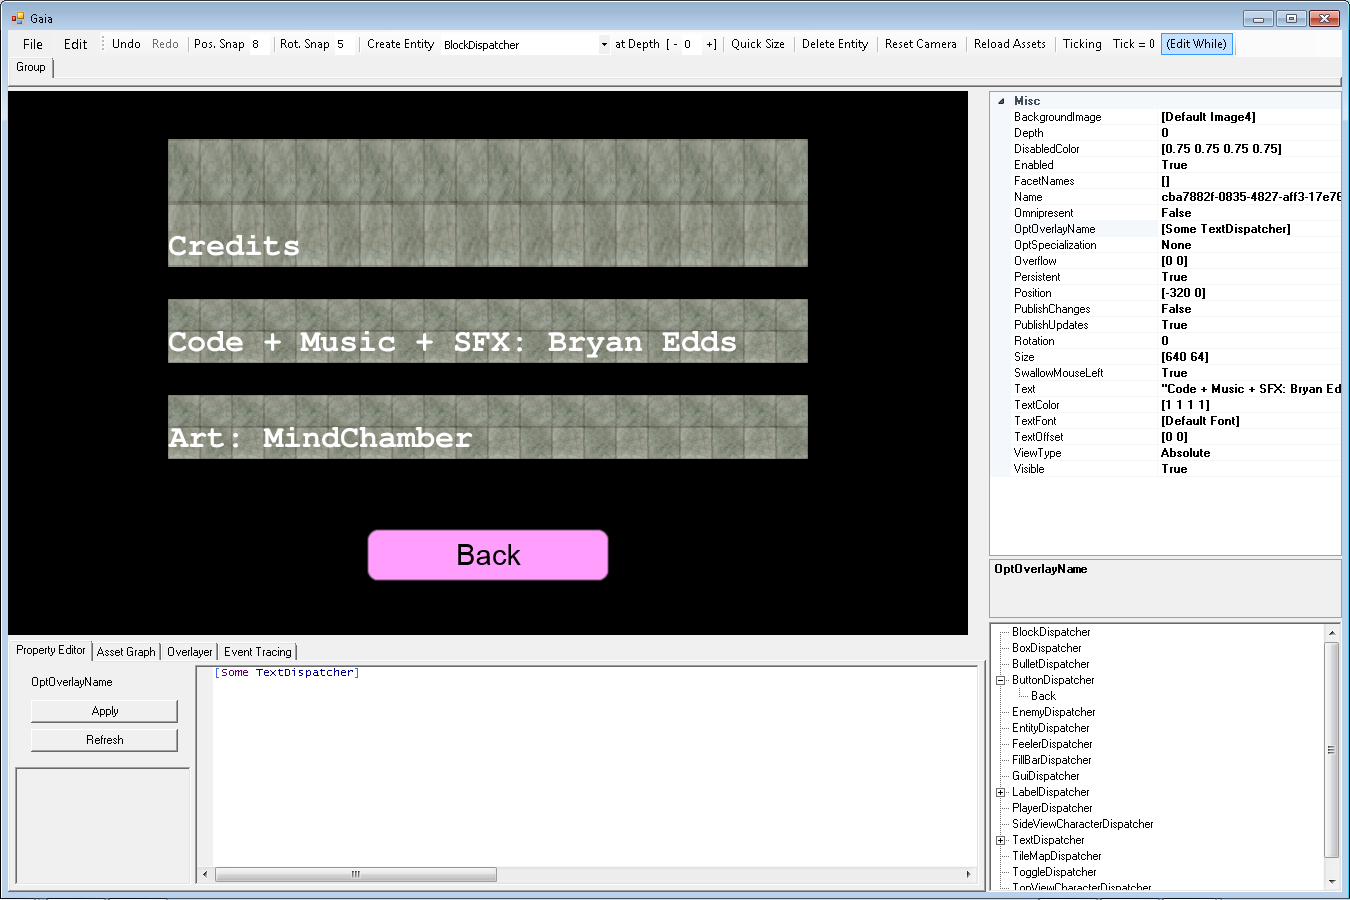 Gaia
File Edit Undo Redo Pos. Snap 8 Rot. Snap 5 Create Entity BlockDispatcher at Depth [ - 0 +] Quick Size Delete Entity Reset Camera Reload Assets Ticking Tick = 0 (Edit While)
Group
Credits
Code + Music + SFX: Bryan Edds
Art: MindChamber
Back
Misc
BackgroundImage [Default Image4]
Depth 0
DisabledColor [0.75 0.75 0.75 0.75]
Enabled True
FacetNames []
Name cba7882f-0835-4827-aff3-17e76
Omnipresent False
OptOverlayName [Some TextDispatcher]
OptSpecialization None
Overflow [0 0]
Persistent True
Position [-320 0]
PublishChanges False
PublishUpdates True
Rotation 0
Size [640 64]
SwallowMouseLeft True
Text "Code + Music + SFX: Bryan Ed
TextColor [1 1 1 1]
TextFont [Default Font]
TextOffset [0 0]
ViewType Absolute
Visible True
OptOverlayName
Property Editor Asset Graph Overlayer Event Tracing
OptOverlayName
Apply
Refresh
[Some TextDispatcher]
BlockDispatcher
BoxDispatcher
BulletDispatcher
ButtonDispatcher
Back
EnemyDispatcher
EntityDispatcher
FeelerDispatcher
FillBarDispatcher
GuiDispatcher
LabelDispatcher
PlayerDispatcher
SideViewCharacterDispatcher
TextDispatcher
TileMapDispatcher
ToggleDispatcher
TopViewCharacterDispatcher